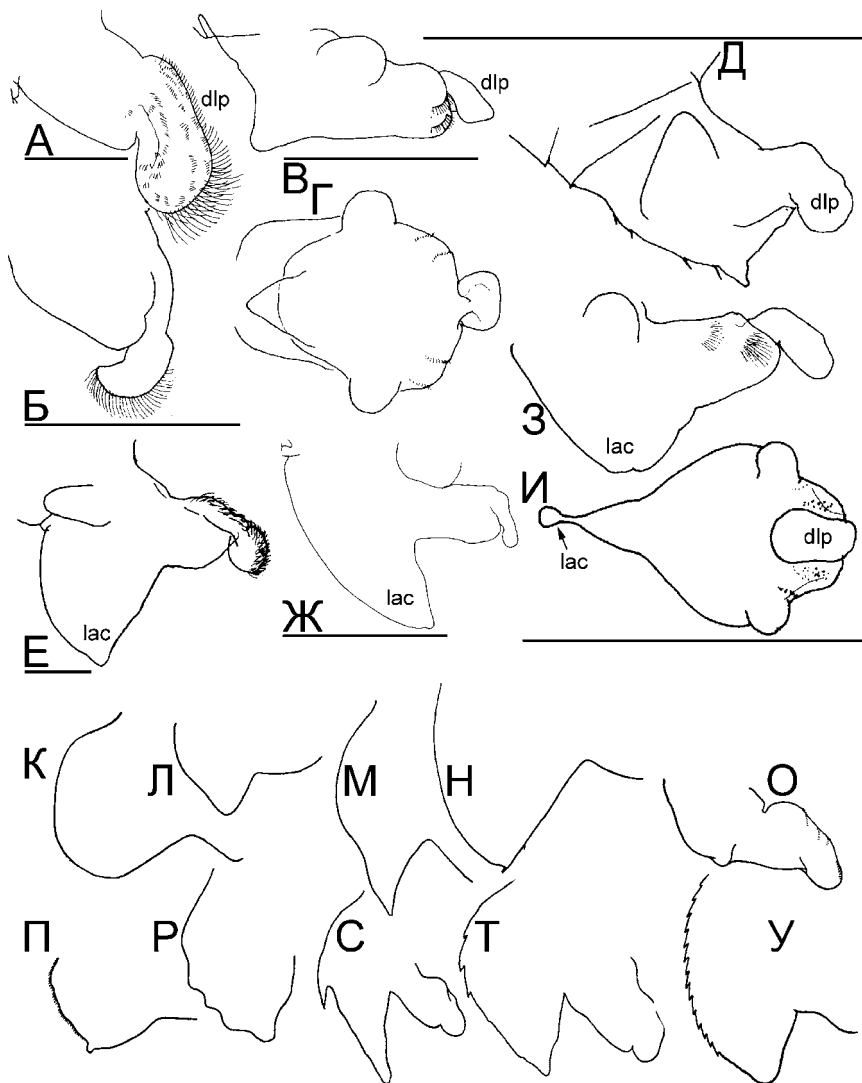 dlp
dlp
А
В
Г
Д
dlp
Б
lac
З
И
lac
dlp
Е
lac
Ж
lac
К
Л
М
Н
О
П
Р
С
Т
У